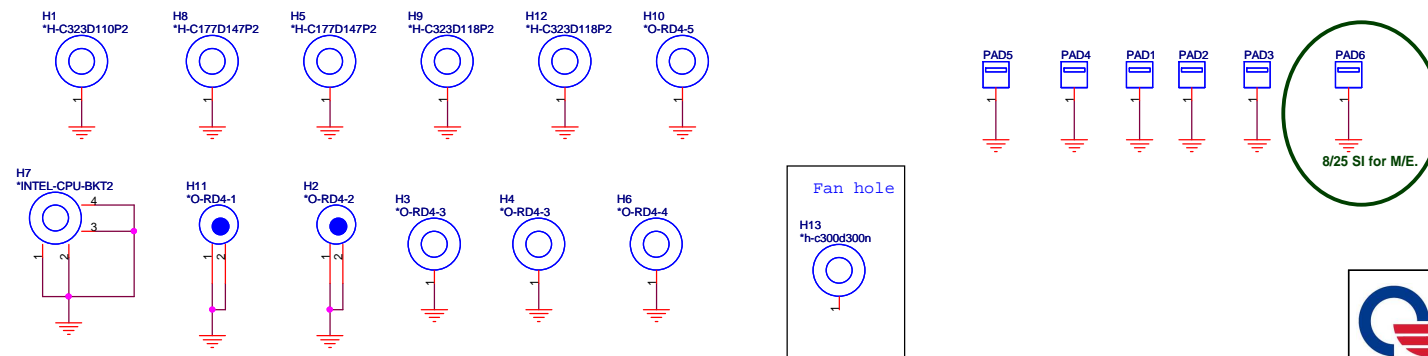 H1
*H-C323D110P2
H8
*H-C177D147P2
H5
*H-C177D147P2
H9
*H-C323D118P2
H12
*H-C323D118P2
H10
*O-RD4-5
1
1
1
1
1
1
PAD5
PAD4
PAD1
PAD2
PAD3
PAD6
1
1
1
1
1
1
8/25 SI for M/E.
H7
*INTEL-CPU-BKT2
4
3
1
2
H11
*O-RD4-1
1
2
H2
*O-RD4-2
1
2
H3
*O-RD4-3
1
H4
*O-RD4-3
1
H6
*O-RD4-4
1
Fan hole
H13
*h-c300d300n
1